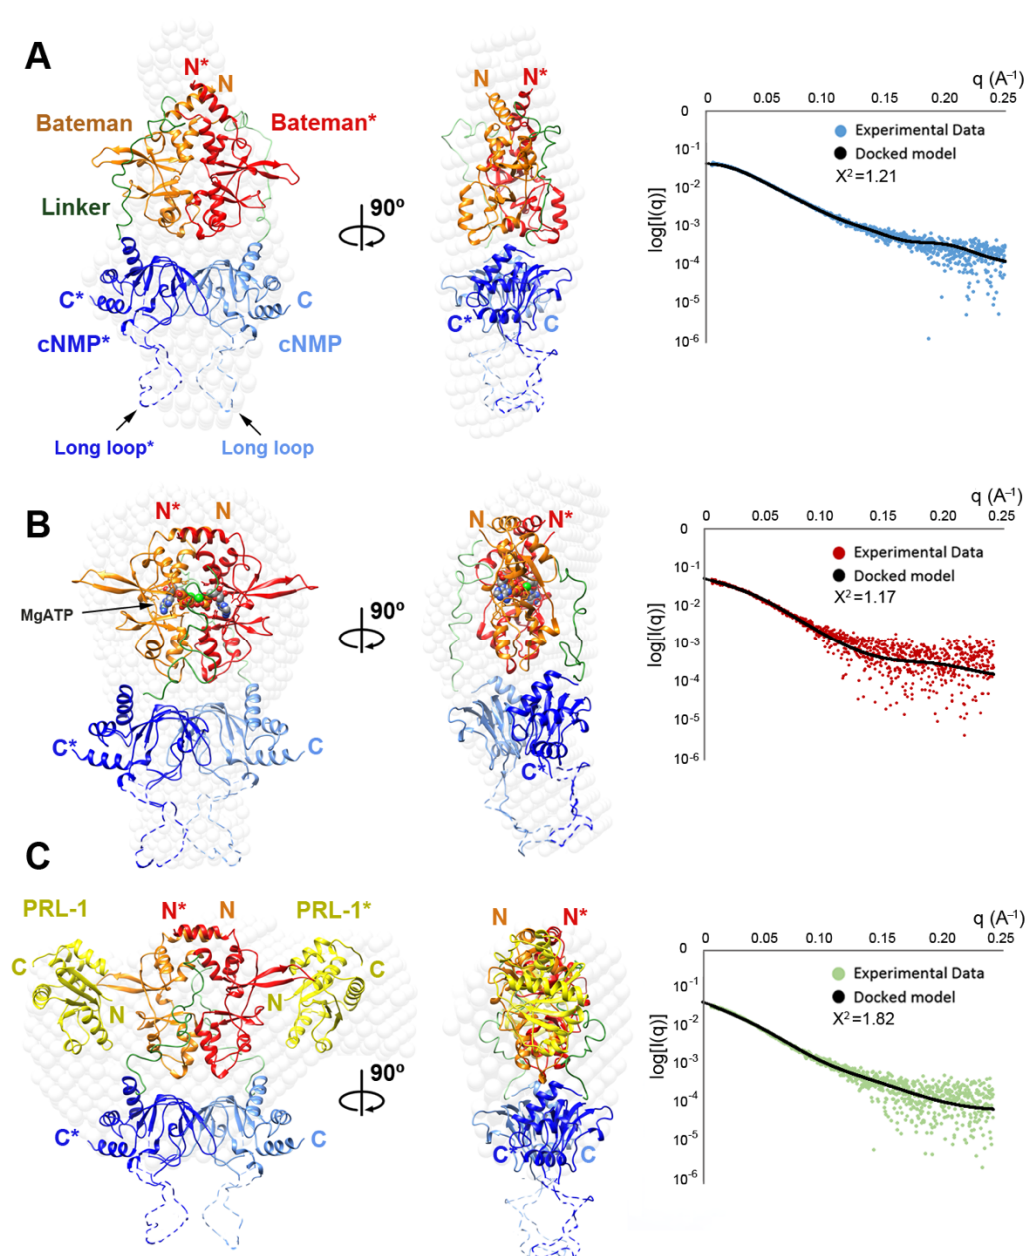 A
N*
N
Bateman
Bateman*
Linker
C*
C
cNMP*
cNMP
Long loop*
Long loop
90º
N
N*
C*
C
q (A⁻¹)
0
0.05
0.10
0.15
0.20
0.25
0
10⁻¹
10⁻²
10⁻³
10⁻⁴
10⁻⁵
10⁻⁶
log[I(q)]
Experimental Data
Docked model
X²=1.21
B
N*
N
MgATP
C*
C
90º
N
N*
C*
q (A⁻¹)
0
0.05
0.10
0.15
0.20
0.25
0
10⁻¹
10⁻²
10⁻³
10⁻⁴
10⁻⁵
10⁻⁶
log[I(q)]
Experimental Data
Docked model
X²=1.17
C
PRL-1
N*
N
PRL-1*
C
C
N
N
C*
C
90º
N
N*
C*
C
q (A⁻¹)
0
0.05
0.10
0.15
0.20
0.25
0
10⁻¹
10⁻²
10⁻³
10⁻⁴
10⁻⁵
10⁻⁶
log[I(q)]
Experimental Data
Docked model
X²=1.82